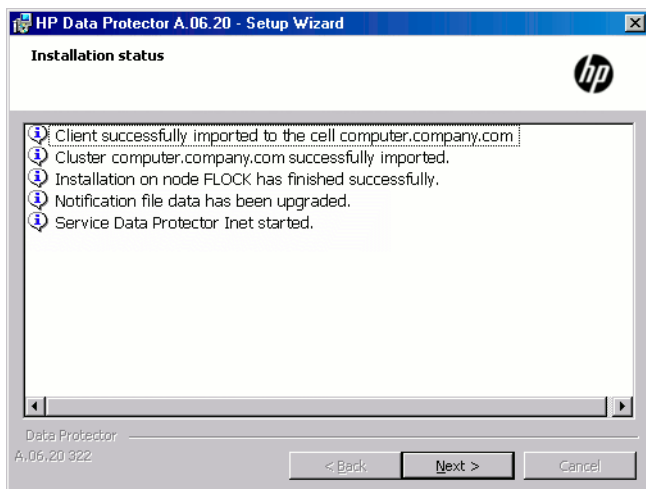 HP Data Protector A.06.20 - Setup Wizard
Installation status
hp
Client successfully imported to the cell computer.company.com
Cluster computer.company.com successfully imported.
Installation on node FLOCK has finished successfully.
Notification file data has been upgraded.
Service Data Protector Inet started.
Data Protector
A.06.20 322
< Back
Next >
Cancel